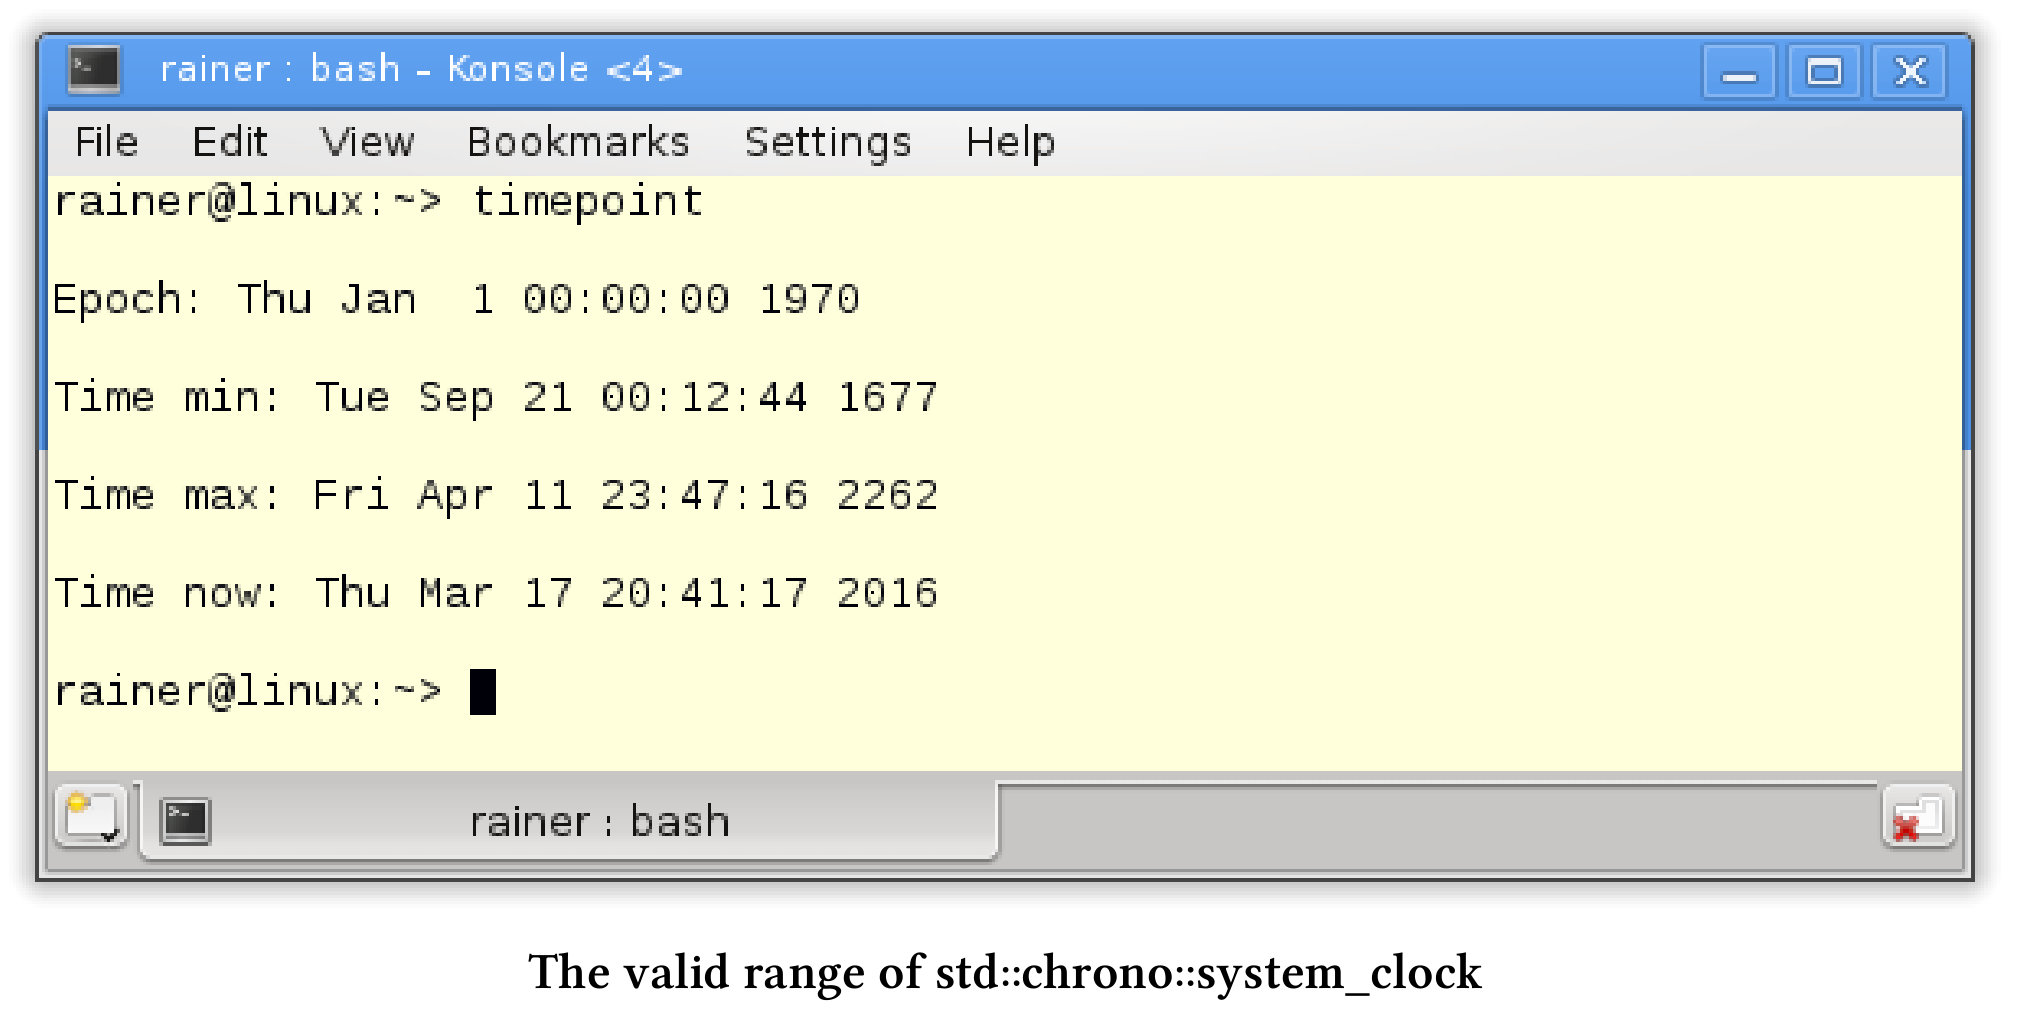 rainer : bash – Konsole <4>
File Edit View Bookmarks Settings Help
rainer@linux:~> timepoint
Epoch: Thu Jan  1 00:00:00 1970
Time min: Tue Sep 21 00:12:44 1677
Time max: Fri Apr 11 23:47:16 2262
Time now: Thu Mar 17 20:41:17 2016
rainer@linux:~>
rainer : bash
The valid range of std::chrono::system_clock